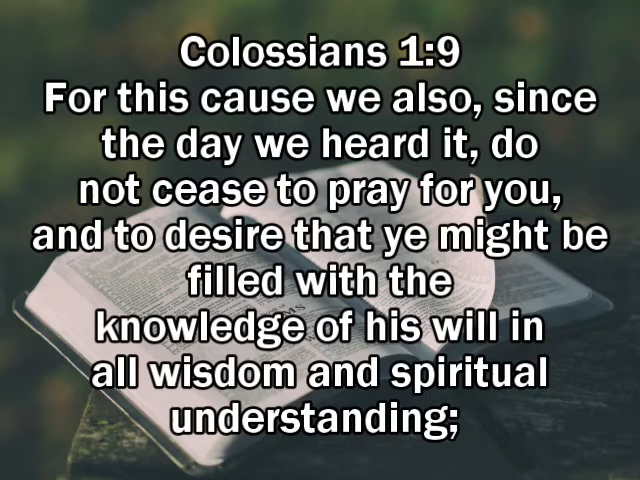 Colossians 1:9
For this cause we also, since
the day we heard it, do
not cease to pray for you,
and to desire that ye might be
filled with the
knowledge of his will in
all wisdom and spiritual
understanding;